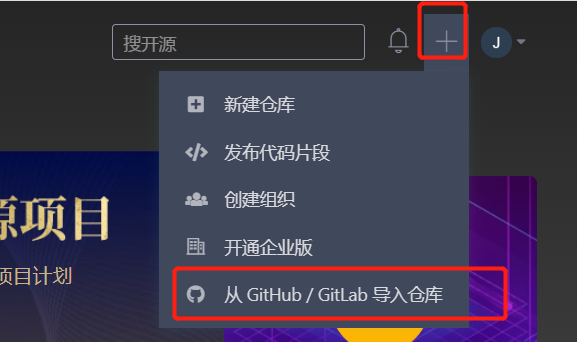 搜开源
J
新建仓库
发布代码片段
创建组织
开通企业版
从 GitHub / GitLab 导入仓库
源项目
项目计划